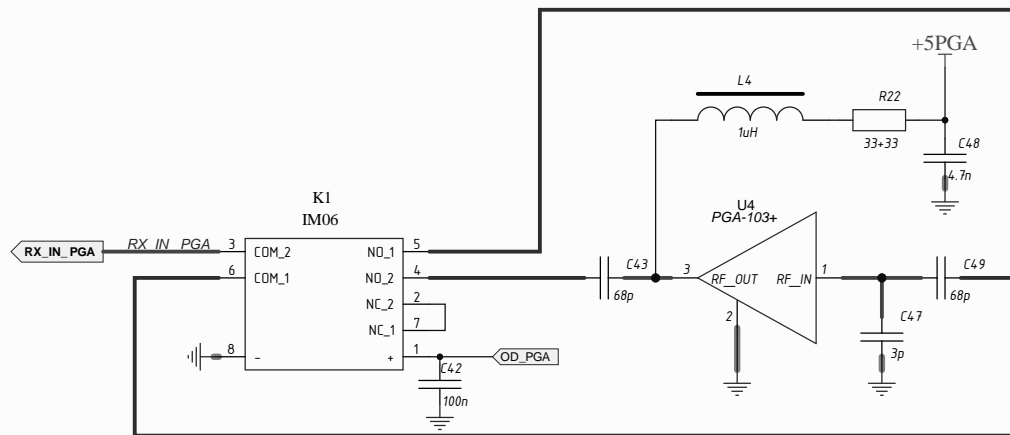 +5PGA
L4
1uH
R22
33+33
C48
4.7n
K1
IM06
U4
PGA-103+
RX_IN_PGA
RX_IN_PGA
3
COM_2
NO_1
5
6
COM_1
NO_2
4
C43
68p
3
RF_OUT
RF_IN
1
C49
68p
NC_2
2
NC_1
7
2
C47
3p
8
-
+
1
OD_PGA
C42
100n